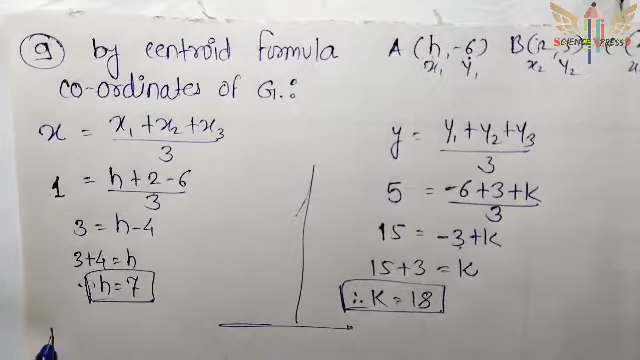 9 by centroid formula A (h, -6) B(2, 3)
x₁ y₁ x₂ y₂
co-ordinates of G.:
SCIENCE XPRESS
x = x₁ + x₂ + x₃ / 3
y = y₁ + y₂ + y₃ / 3
1 = h + 2 - 6 / 3
5 = -6 + 3 + k / 3
3 = h - 4
15 = -3 + k
3 + 4 = h
15 + 3 = k
∴ h = 7
∴ k = 18